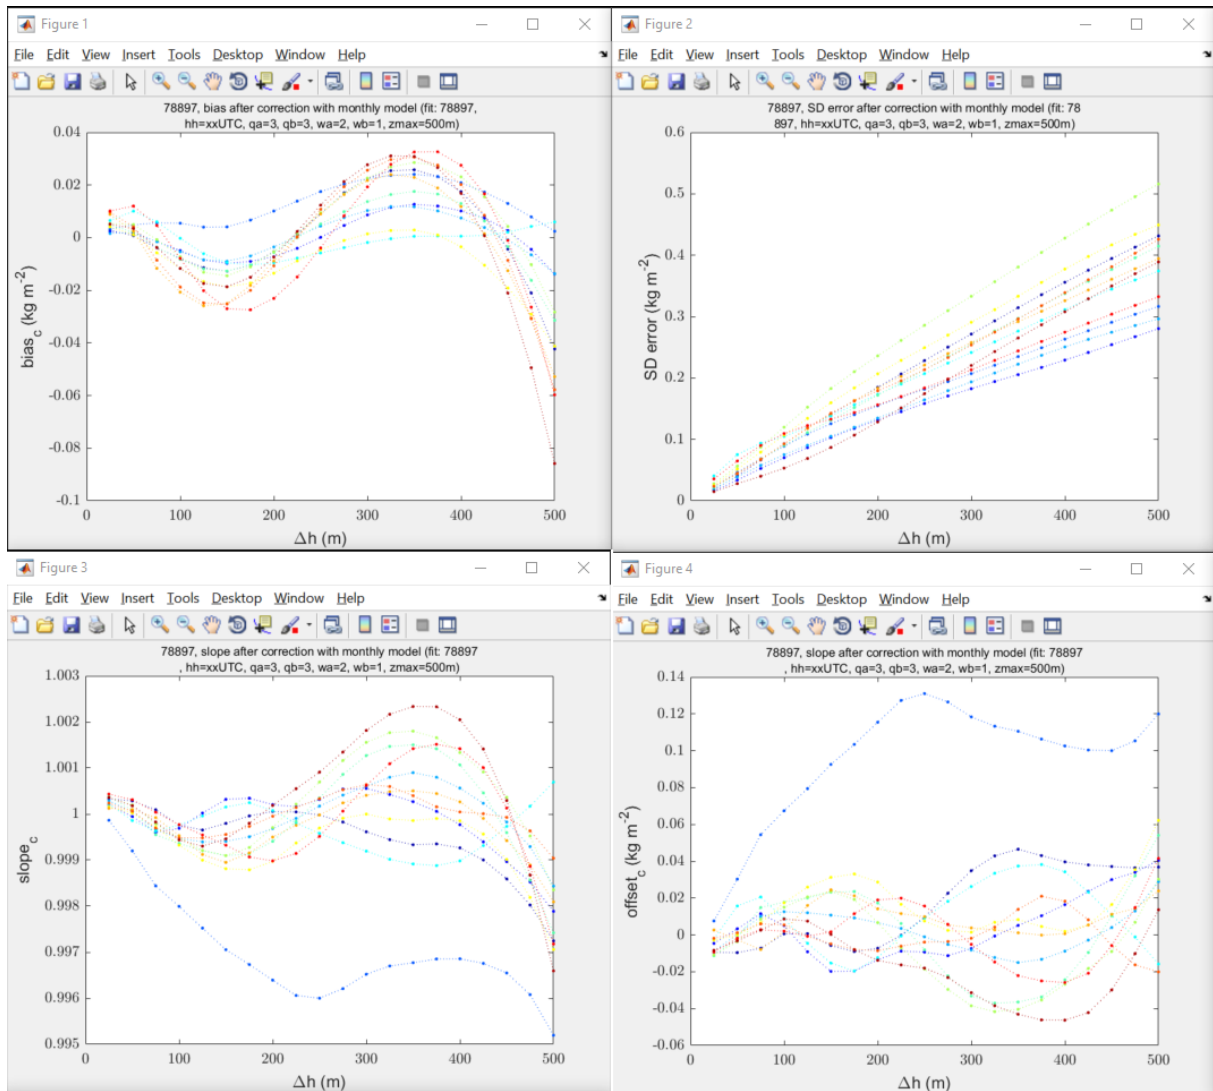 Figure 1
File Edit View Insert Tools Desktop Window Help
78897, bias after correction with monthly model (fit: 78897,
hh=xxUTC, qa=3, qb=3, wa=2, wb=1, zmax=500m)
0.04
0.02
0
-0.02
-0.04
-0.06
-0.08
-0.1
bias_c (kg m^-2)
0 100 200 300 400 500
Δh (m)
Figure 2
File Edit View Insert Tools Desktop Window Help
78897, SD error after correction with monthly model (fit: 78
897, hh=xxUTC, qa=3, qb=3, wa=2, wb=1, zmax=500m)
0.6
0.5
0.4
0.3
0.2
0.1
0
SD error (kg m^-2)
0 100 200 300 400 500
Δh (m)
Figure 3
File Edit View Insert Tools Desktop Window Help
78897, slope after correction with monthly model (fit: 78897
, hh=xxUTC, qa=3, qb=3, wa=2, wb=1, zmax=500m)
1.003
1.002
1.001
1
0.999
0.998
0.997
0.996
0.995
slope_c
0 100 200 300 400 500
Δh (m)
Figure 4
File Edit View Insert Tools Desktop Window Help
78897, slope after correction with monthly model (fit: 78897
, hh=xxUTC, qa=3, qb=3, wa=2, wb=1, zmax=500m)
0.14
0.12
0.1
0.08
0.06
0.04
0.02
0
-0.02
-0.04
-0.06
offset_c (kg m^-2)
0 100 200 300 400 500
Δh (m)